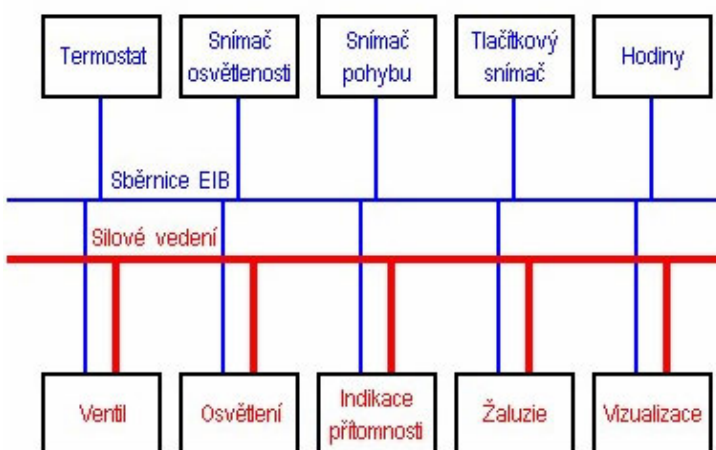 Termostat
Snímač
osvětlenosti
Snímač
pohybu
Tlačítkový
snímač
Hodiny
Sběrnice EIB
Silové vedení
Ventil
Osvětlení
Indikace
přítomnosti
Žaluzie
Vizualizace